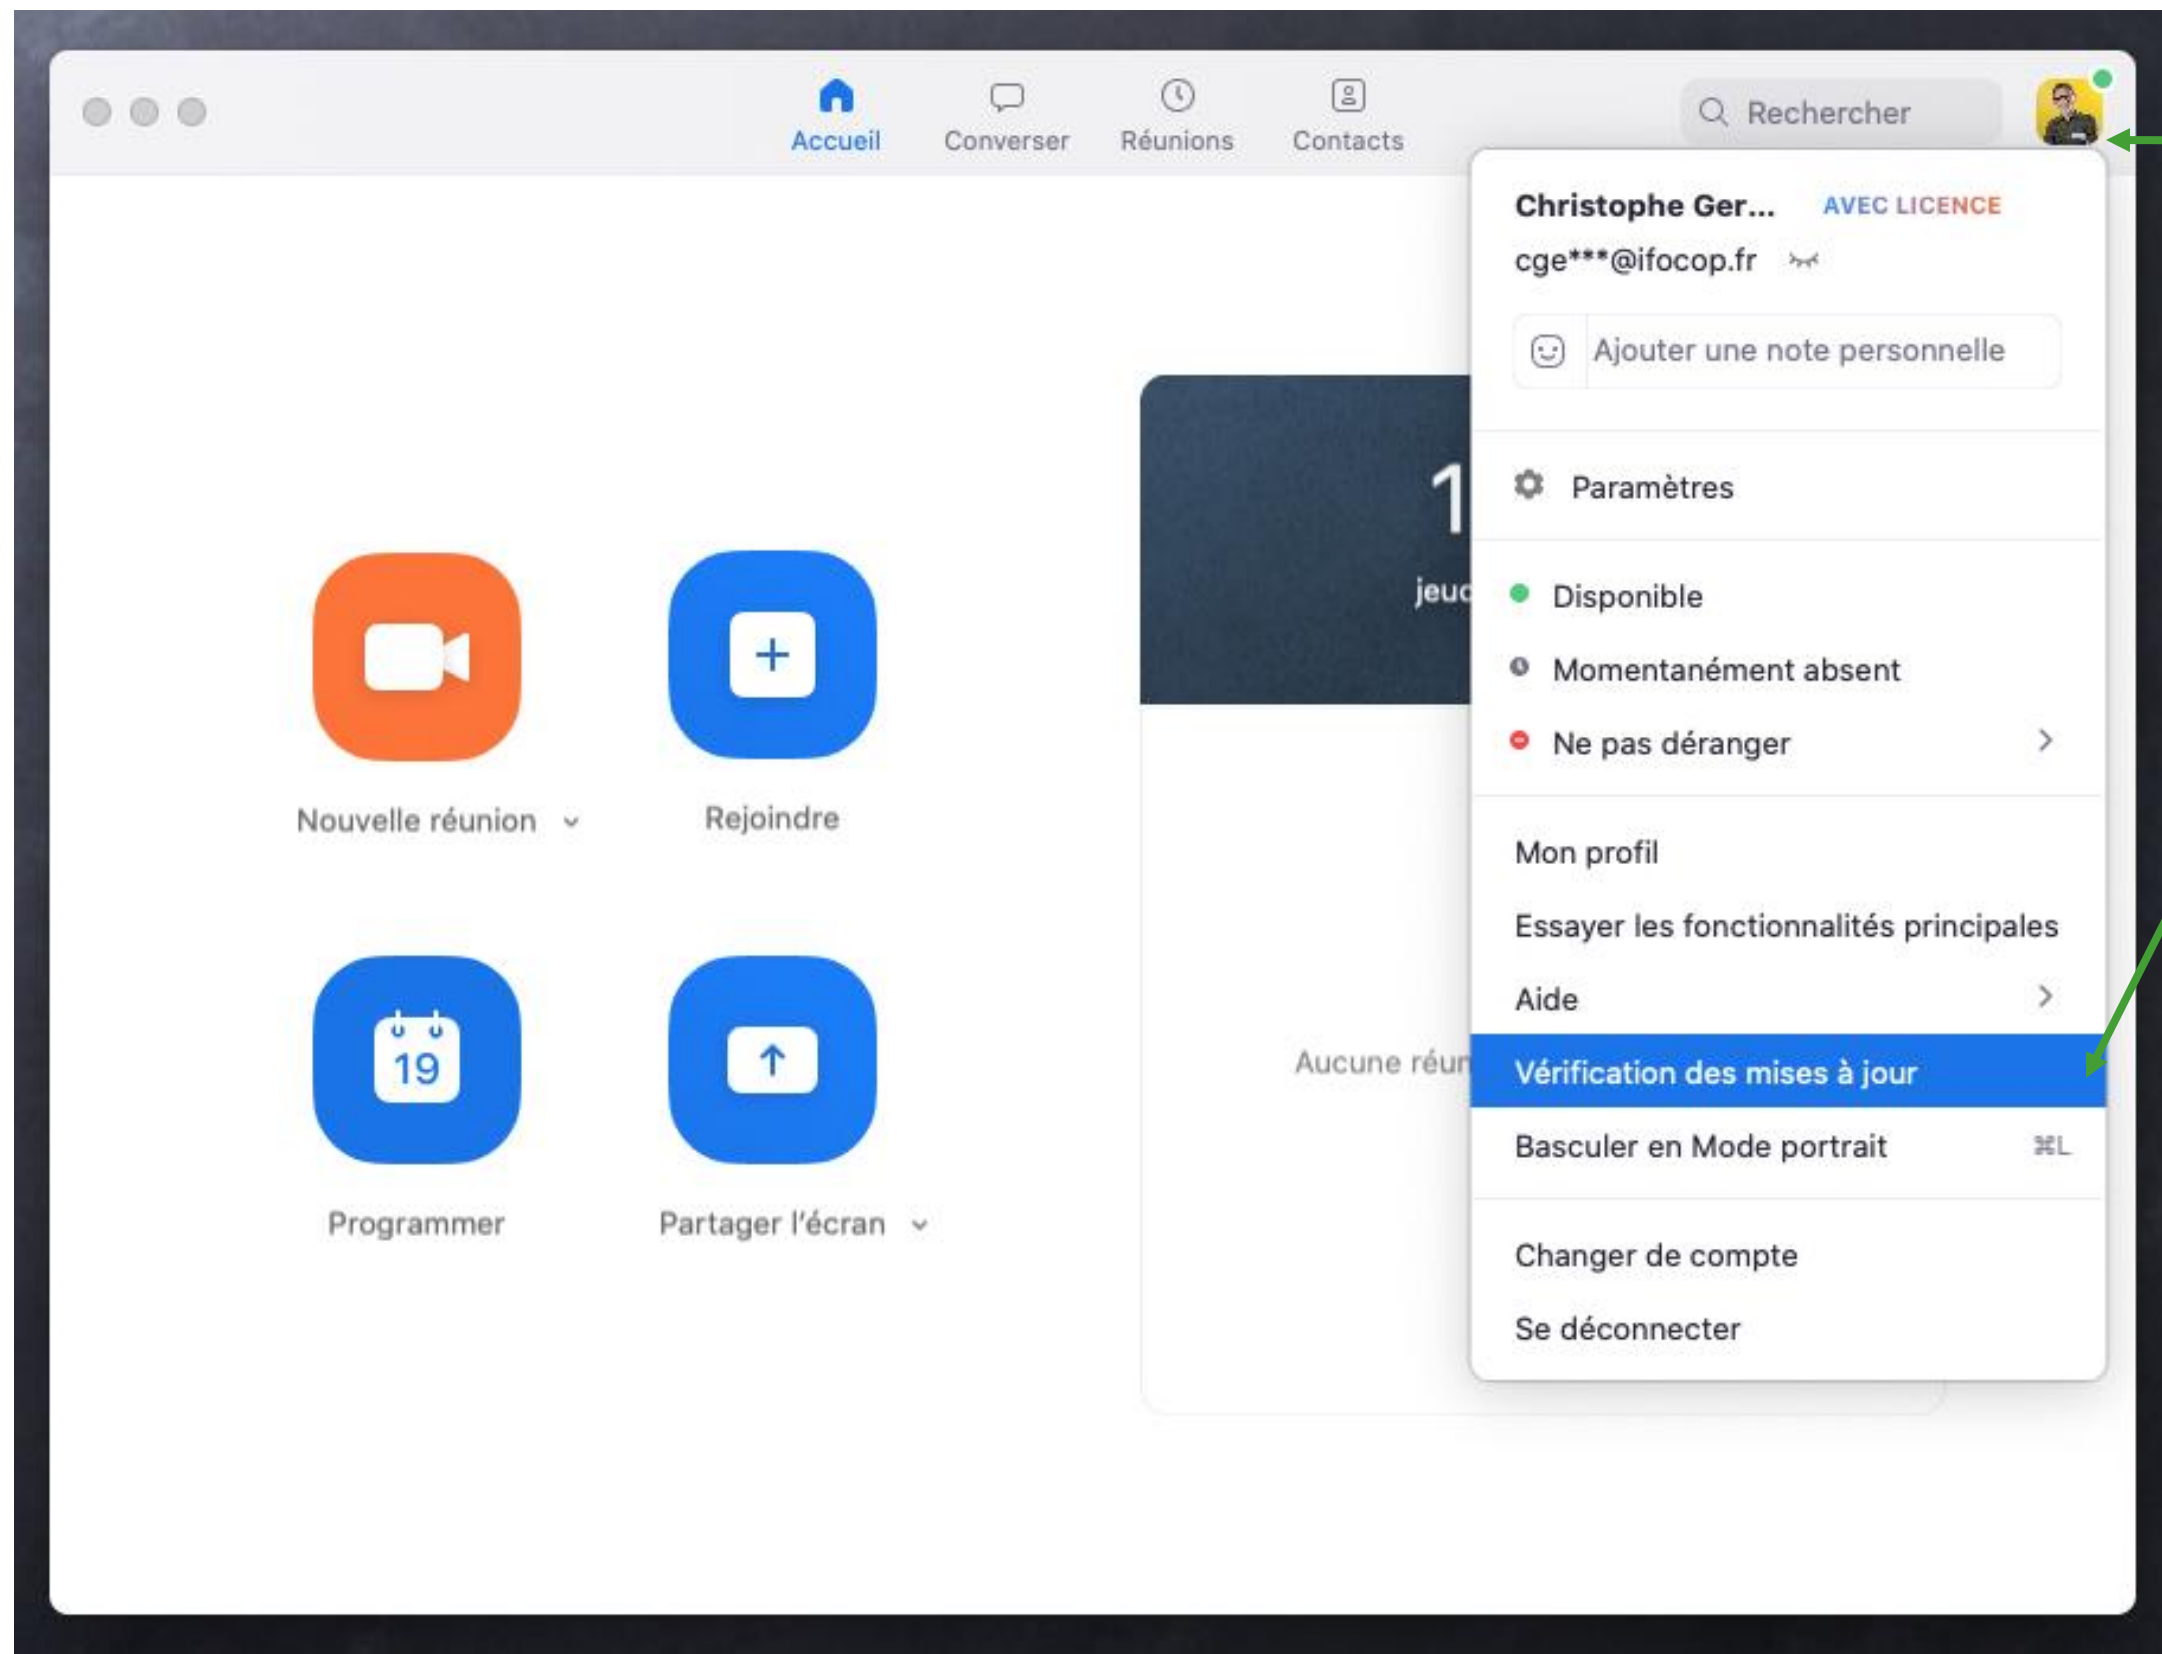 Accueil
Converser
Réunions
Contacts
Rechercher
Christophe Ger...
AVEC LICENCE
cge***@ifocop.fr
Ajouter une note personnelle
Paramètres
Disponible
Momentanément absent
Ne pas déranger
Mon profil
Essayer les fonctionnalités principales
Aide
Vérification des mises à jour
Basculer en Mode portrait ⌘L
Changer de compte
Se déconnecter
1
jeud
Aucune réun
Nouvelle réunion
Rejoindre
19
Programmer
Partager l'écran